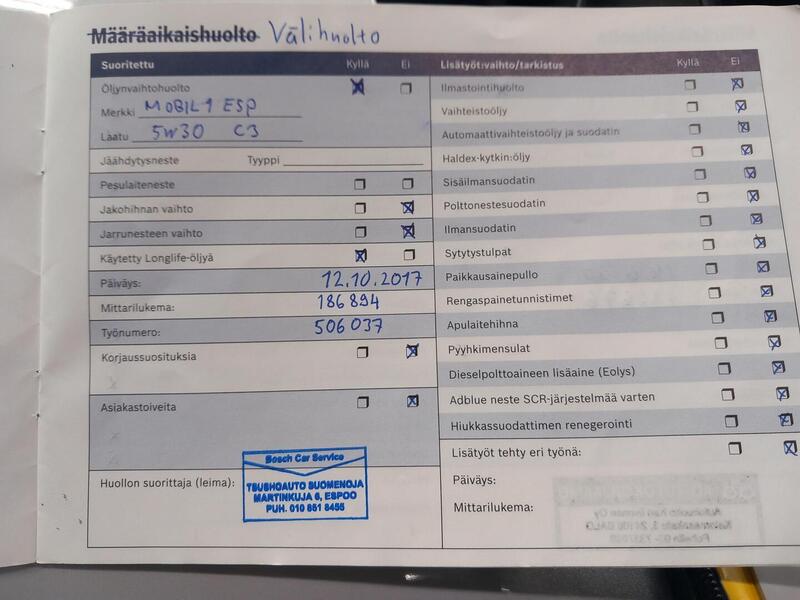 Määräaikaishuolto Välihuolto
Suoritettu Kyllä Ei
Öljynvaihtohuolto
Merkki MOBIL 1 ESP
Laatu 5W30 C3
Jäähdytysneste Tyyppi
Pesulaiteneste
Jakohihnan vaihto
Jarrunesteen vaihto
Käytetty Longlife-öljyä
Päiväys: 12.10.2017
Mittarilukema: 186894
Työnumero: 506037
Korjaussuosituksia
Asiakastoiveita
Huollon suorittaja (leima):
Bosch Car Service
TSUSHOAUTO SUOMENOJA
MARTINKUJA 6, ESPOO
PUH. 010 851 8455
Lisätyöt:vaihto/tarkistus Kyllä Ei
Ilmastointihuolto
Vaihteistoöljy
Automaattivaihteistoöljy ja suodatin
Haldex-kytkin:öljy
Sisäilmansuodatin
Polttonestesuodatin
Ilmansuodatin
Sytytystulpat
Paikkausainepullo
Rengaspainetunnistimet
Apulaitehihna
Pyyhkimensulat
Dieselpolttoaineen lisäaine (Eolys)
Adblue neste SCR-järjestelmää varten
Hiukkassuodattimen renegerointi
Lisätyöt tehty eri työnä:
Päiväys:
Mittarilukema: